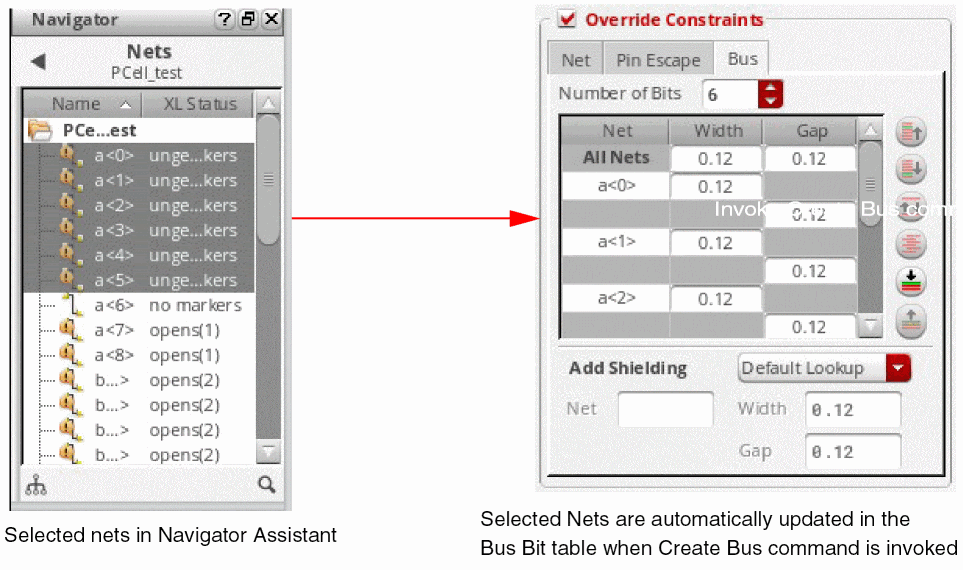 Navigator
Nets
PCell_test
Name XL Status
PCe...est
a<0> unge...kers
a<1> unge...kers
a<2> unge...kers
a<3> unge...kers
a<4> unge...kers
a<5> unge...kers
a<6> no markers
a<7> opens(1)
a<8> opens(1)
b...> opens(2)
b...> opens(2)
b...> opens(2)
b...> opens(2)
Selected nets in Navigator Assistant
Override Constraints
Net Pin Escape Bus
Number of Bits 6
Net Width Gap
All Nets 0.12 0.12
a<0> 0.12
0.12
Invoke Create Bus com
a<1> 0.12
0.12
a<2> 0.12
0.12
Add Shielding Default Lookup
Net Width 0.12
Gap 0.12
Selected Nets are automatically updated in the
Bus Bit table when Create Bus command is invoked